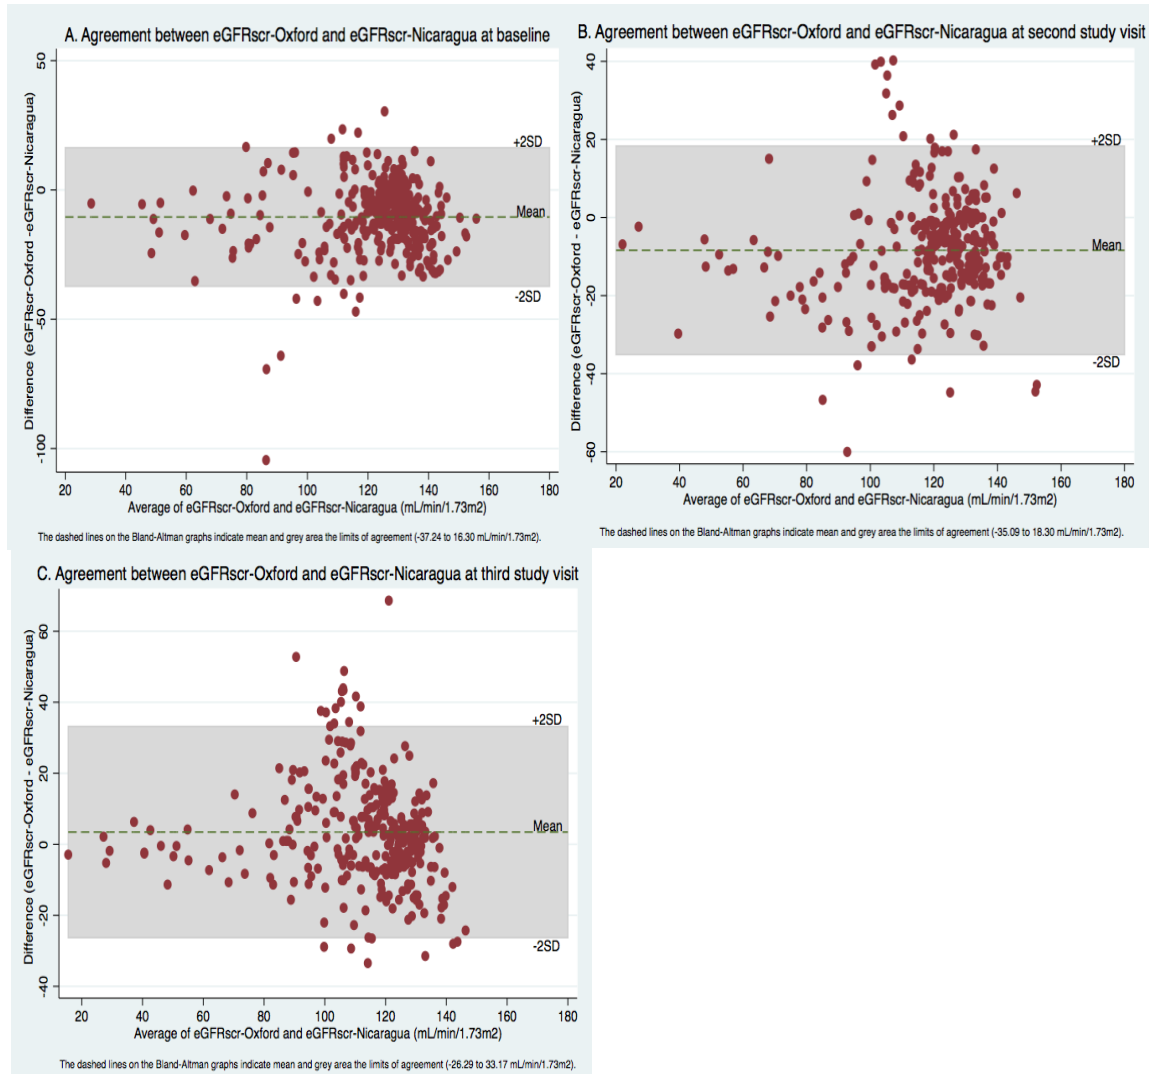 A. Agreement between eGFRscr-Oxford and eGFRscr-Nicaragua at baseline
Difference (eGFRscr-Oxford -eGFRscr-Nicaragua)
50
0
-50
-100
+2SD
Mean
-2SD
20 40 60 80 100 120 140 160 180
Average of eGFRscr-Oxford and eGFRscr-Nicaragua (mL/min/1.73m2)
The dashed lines on the Bland-Altman graphs indicate mean and grey area the limits of agreement (-37.24 to 16.30 mL/min/1.73m2).
B. Agreement between eGFRscr-Oxford and eGFRscr-Nicaragua at second study visit
Difference (eGFRscr-Oxford - eGFRscr-Nicaragua)
40
20
0
-20
-40
-60
+2SD
Mean
-2SD
20 40 60 80 100 120 140 160 180
Average of eGFRscr-Oxford and eGFRscr-Nicaragua (mL/min/1.73m2)
The dashed lines on the Bland-Altman graphs indicate mean and grey area the limits of agreement (-35.09 to 18.30 mL/min/1.73m2).
C. Agreement between eGFRscr-Oxford and eGFRscr-Nicaragua at third study visit
Difference (eGFRscr-Oxford - eGFRscr-Nicaragua)
60
40
20
0
-20
-40
+2SD
Mean
-2SD
20 40 60 80 100 120 140 160 180
Average of eGFRscr-Oxford and eGFRscr-Nicaragua (mL/min/1.73m2)
The dashed lines on the Bland-Altman graphs indicate mean and grey area the limits of agreement (-26.29 to 33.17 mL/min/1.73m2).